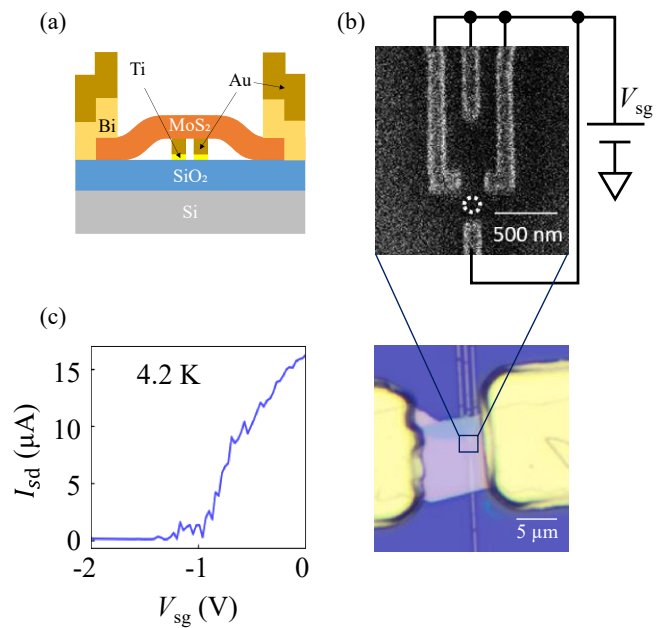 (a)
Ti
Au
Bi
MoS₂
SiO₂
Si
(b)
V_sg
500 nm
5 µm
(c)
4.2 K
15
10
5
0
I_sd (µA)
-2
-1
0
V_sg (V)